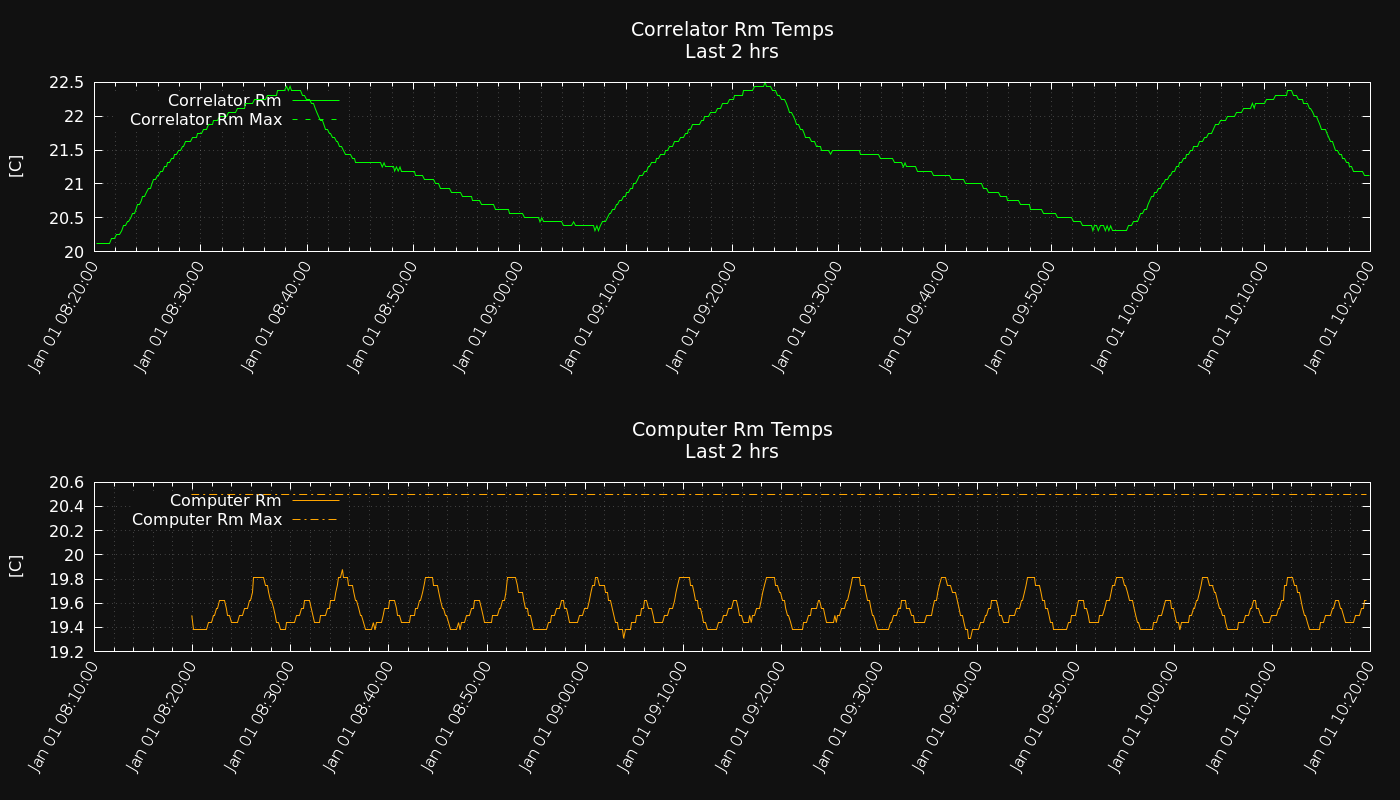 Correlator Rm Temps
Last 2 hrs
22.5
22
21.5
21
20.5
20
[C]
Correlator Rm
Correlator Rm Max
Jan 01 08:20:00
Jan 01 08:30:00
Jan 01 08:40:00
Jan 01 08:50:00
Jan 01 09:00:00
Jan 01 09:10:00
Jan 01 09:20:00
Jan 01 09:30:00
Jan 01 09:40:00
Jan 01 09:50:00
Jan 01 10:00:00
Jan 01 10:10:00
Jan 01 10:20:00
Computer Rm Temps
Last 2 hrs
20.6
20.4
20.2
20
19.8
19.6
19.4
19.2
[C]
Computer Rm
Computer Rm Max
Jan 01 08:10:00
Jan 01 08:20:00
Jan 01 08:30:00
Jan 01 08:40:00
Jan 01 08:50:00
Jan 01 09:00:00
Jan 01 09:10:00
Jan 01 09:20:00
Jan 01 09:30:00
Jan 01 09:40:00
Jan 01 09:50:00
Jan 01 10:00:00
Jan 01 10:10:00
Jan 01 10:20:00